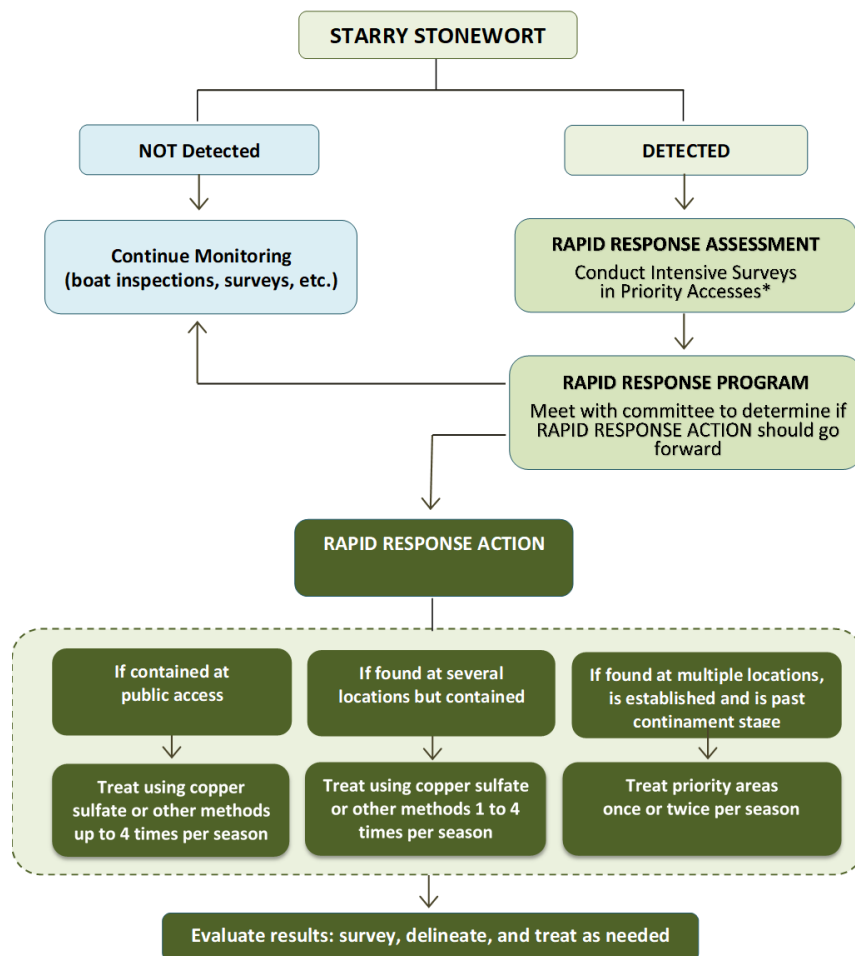 STARRY STONEWORT
NOT Detected
DETECTED
Continue Monitoring
(boat inspections, surveys, etc.)
RAPID RESPONSE ASSESSMENT
Conduct Intensive Surveys
in Priority Accesses*
RAPID RESPONSE PROGRAM
Meet with committee to determine if
RAPID RESPONSE ACTION should go
forward
RAPID RESPONSE ACTION
If contained at
public access
If found at several
locations but contained
If found at multiple locations,
is established and is past
continament stage
Treat using copper
sulfate or other methods
up to 4 times per season
Treat using copper sulfate
or other methods 1 to 4
times per season
Treat priority areas
once or twice per season
Evaluate results: survey, delineate, and treat as needed